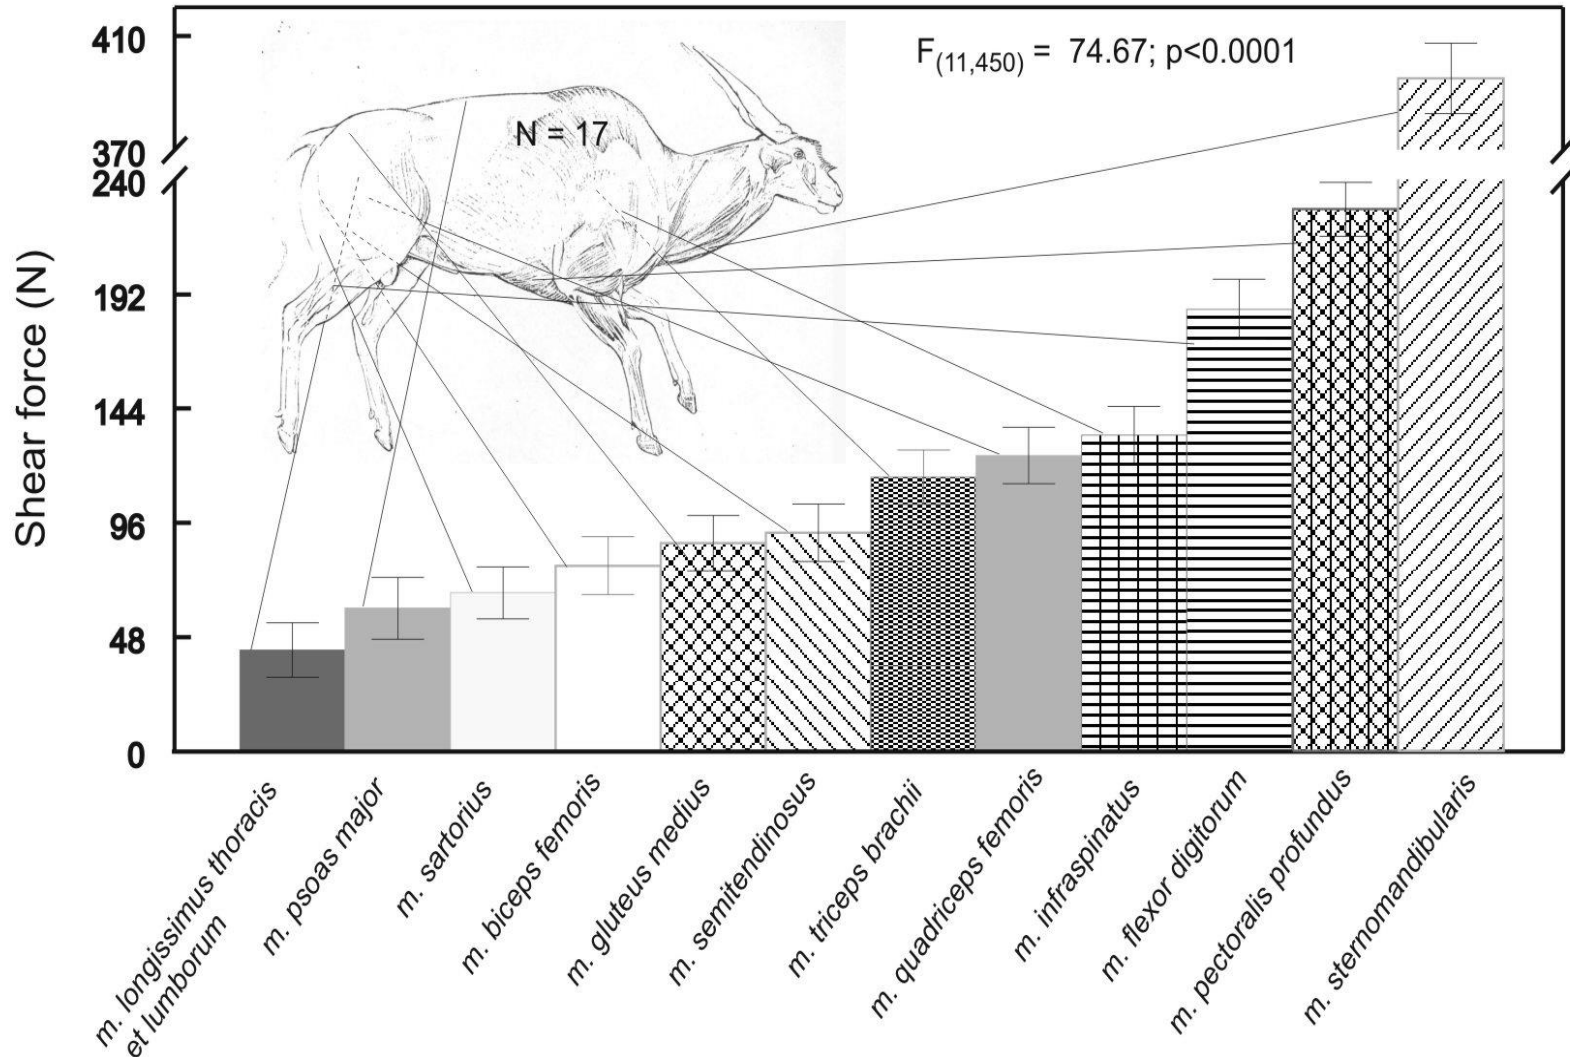 F(11,450) = 74.67; p<0.0001
N = 17
Shear force (N)
410
370
240
192
144
96
48
0
m. longissimus thoracis
et lumborum
m. psoas major
m. sartorius
m. biceps femoris
m. gluteus medius
m. semitendinosus
m. triceps brachii
m. quadriceps femoris
m. infraspinatus
m. flexor digitorum
m. pectoralis profundus
m. sternomandibularis